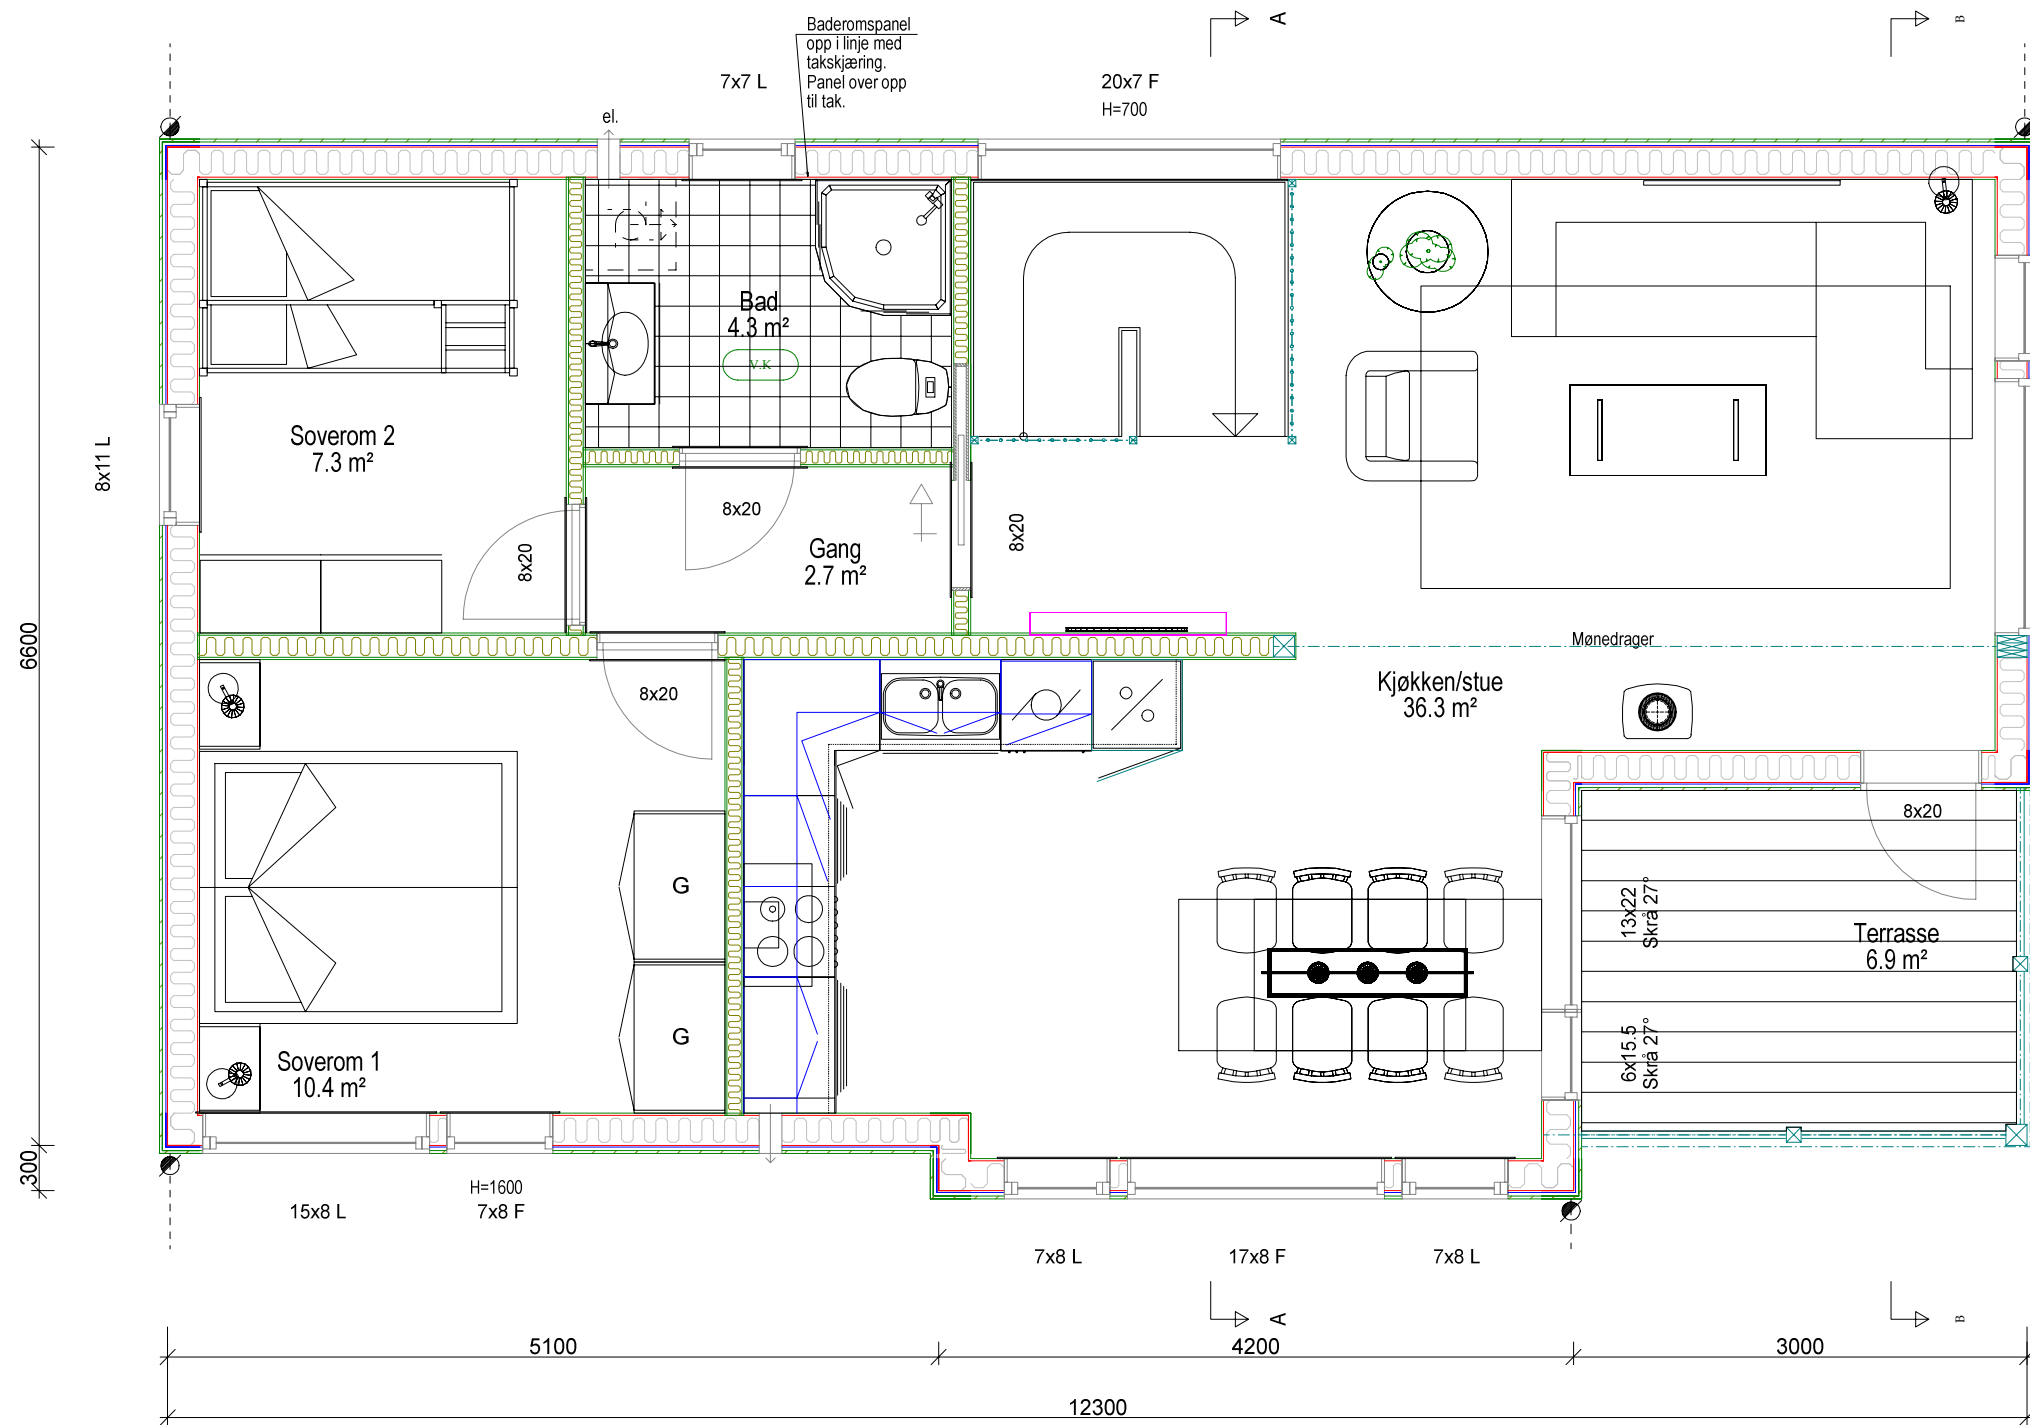 Baderomspanel
opp i linje med
takskjæring.
Panel over opp
til tak.
A
B
7x7 L
20x7 F
H=700
el.
Bad
4.3 m²
V.K
Soverom 2
7.3 m²
8x11 L
8x20
8x20
8x20
Gang
2.7 m²
6600
Mønedrager
8x20
Kjøkken/stue
36.3 m²
8x20
G
G
13x22
Skrå 27°
Terrasse
6.9 m²
6x15.5
Skrå 27°
Soverom 1
10.4 m²
300
H=1600
15x8 L
7x8 F
7x8 L
17x8 F
7x8 L
A
B
5100
4200
3000
12300